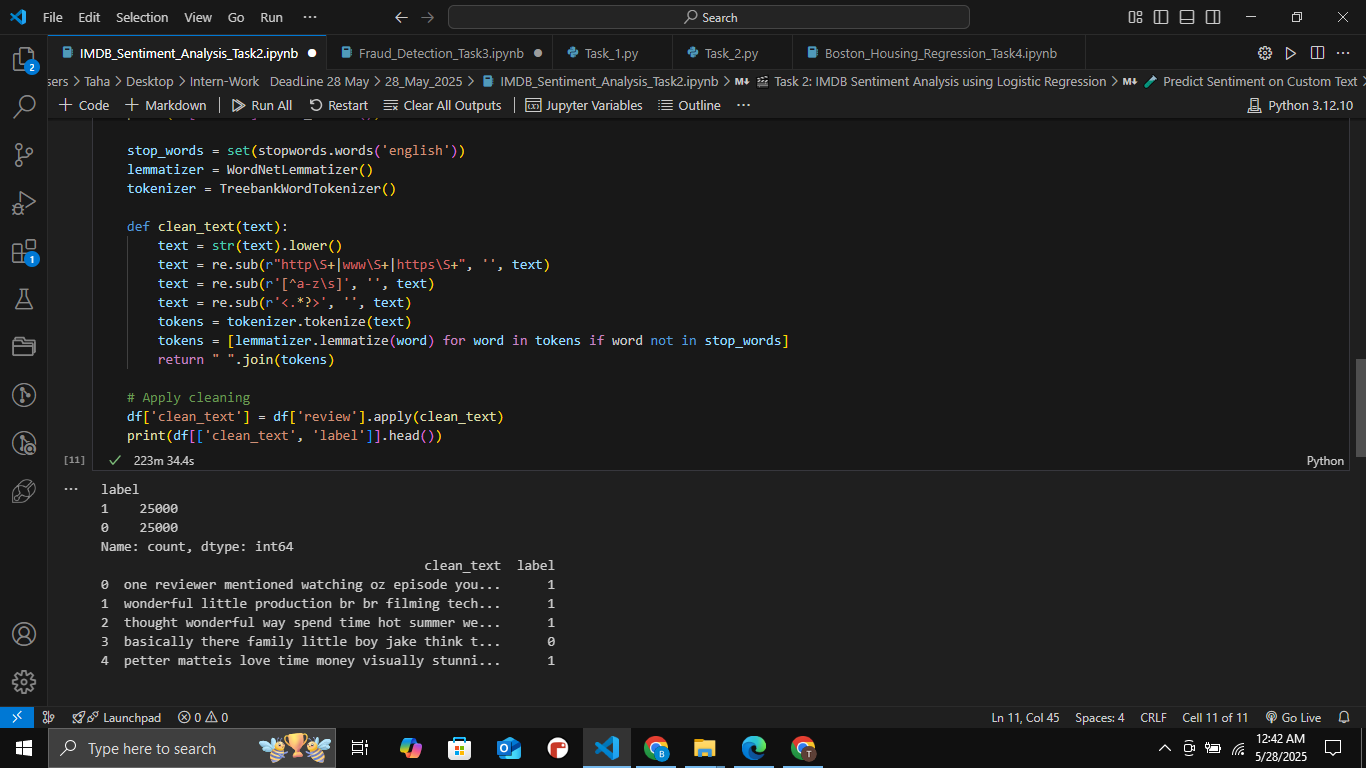 File Edit Selection View Go Run ··· Search
IMDB_Sentiment_Analysis_Task2.ipynb Fraud_Detection_Task3.ipynb Task_1.py Task_2.py Boston_Housing_Regression_Task4.ipynb
sers > Taha > Desktop > Intern-Work DeadLine 28 May > 28_May_2025 > IMDB_Sentiment_Analysis_Task2.ipynb > M↓ Task 2: IMDB Sentiment Analysis using Logistic Regression > M↓ Predict Sentiment on Custom Text
+ Code + Markdown Run All Restart Clear All Outputs Jupyter Variables Outline ··· Python 3.12.10
stop_words = set(stopwords.words('english'))
lemmatizer = WordNetLemmatizer()
tokenizer = TreebankWordTokenizer()
def clean_text(text):
text = str(text).lower()
text = re.sub(r"http\S+|www\S+|https\S+", '', text)
text = re.sub(r'[^a-z\s]', '', text)
text = re.sub(r'<.*?>', '', text)
tokens = tokenizer.tokenize(text)
tokens = [lemmatizer.lemmatize(word) for word in tokens if word not in stop_words]
return " ".join(tokens)
# Apply cleaning
df['clean_text'] = df['review'].apply(clean_text)
print(df[['clean_text', 'label']].head())
[11] 223m 34.4s Python
··· label
1 25000
0 25000
Name: count, dtype: int64
clean_text label
0 one reviewer mentioned watching oz episode you... 1
1 wonderful little production br br filming tech... 1
2 thought wonderful way spend time hot summer we... 1
3 basically there family little boy jake think t... 0
4 petter matteis love time money visually stunni... 1
2
1
Launchpad 0 0 Ln 11, Col 45 Spaces: 4 CRLF Cell 11 of 11 Go Live
Type here to search B T 12:42 AM
5/28/2025